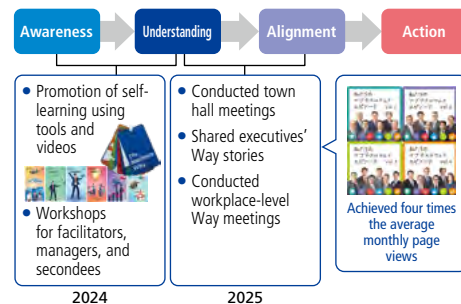 Awareness
Understanding
Alignment
Action
• Promotion of self-
learning using
tools and
videos
• Workshops
for facilitators,
managers, and
secondees
2024
• Conducted town
hall meetings
• Shared executives’
Way stories
• Conducted
workplace-level
Way meetings
2025
Achieved four times
the average
monthly page
views